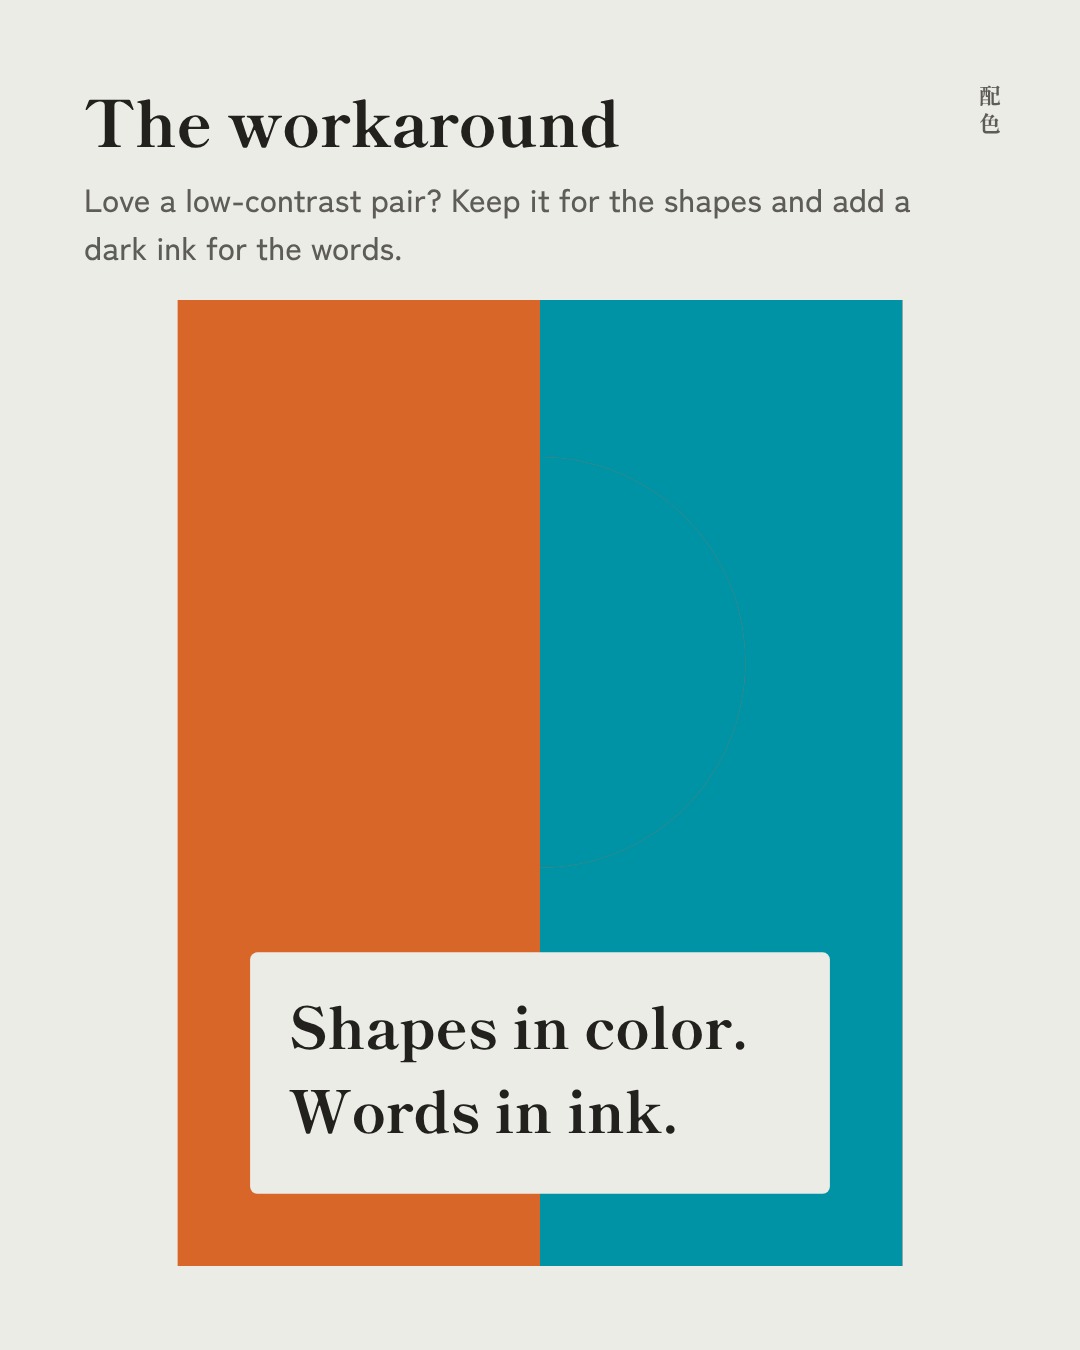 The workaround
配色
Love a low-contrast pair? Keep it for the shapes and add a
dark ink for the words.
Shapes in color.
Words in ink.